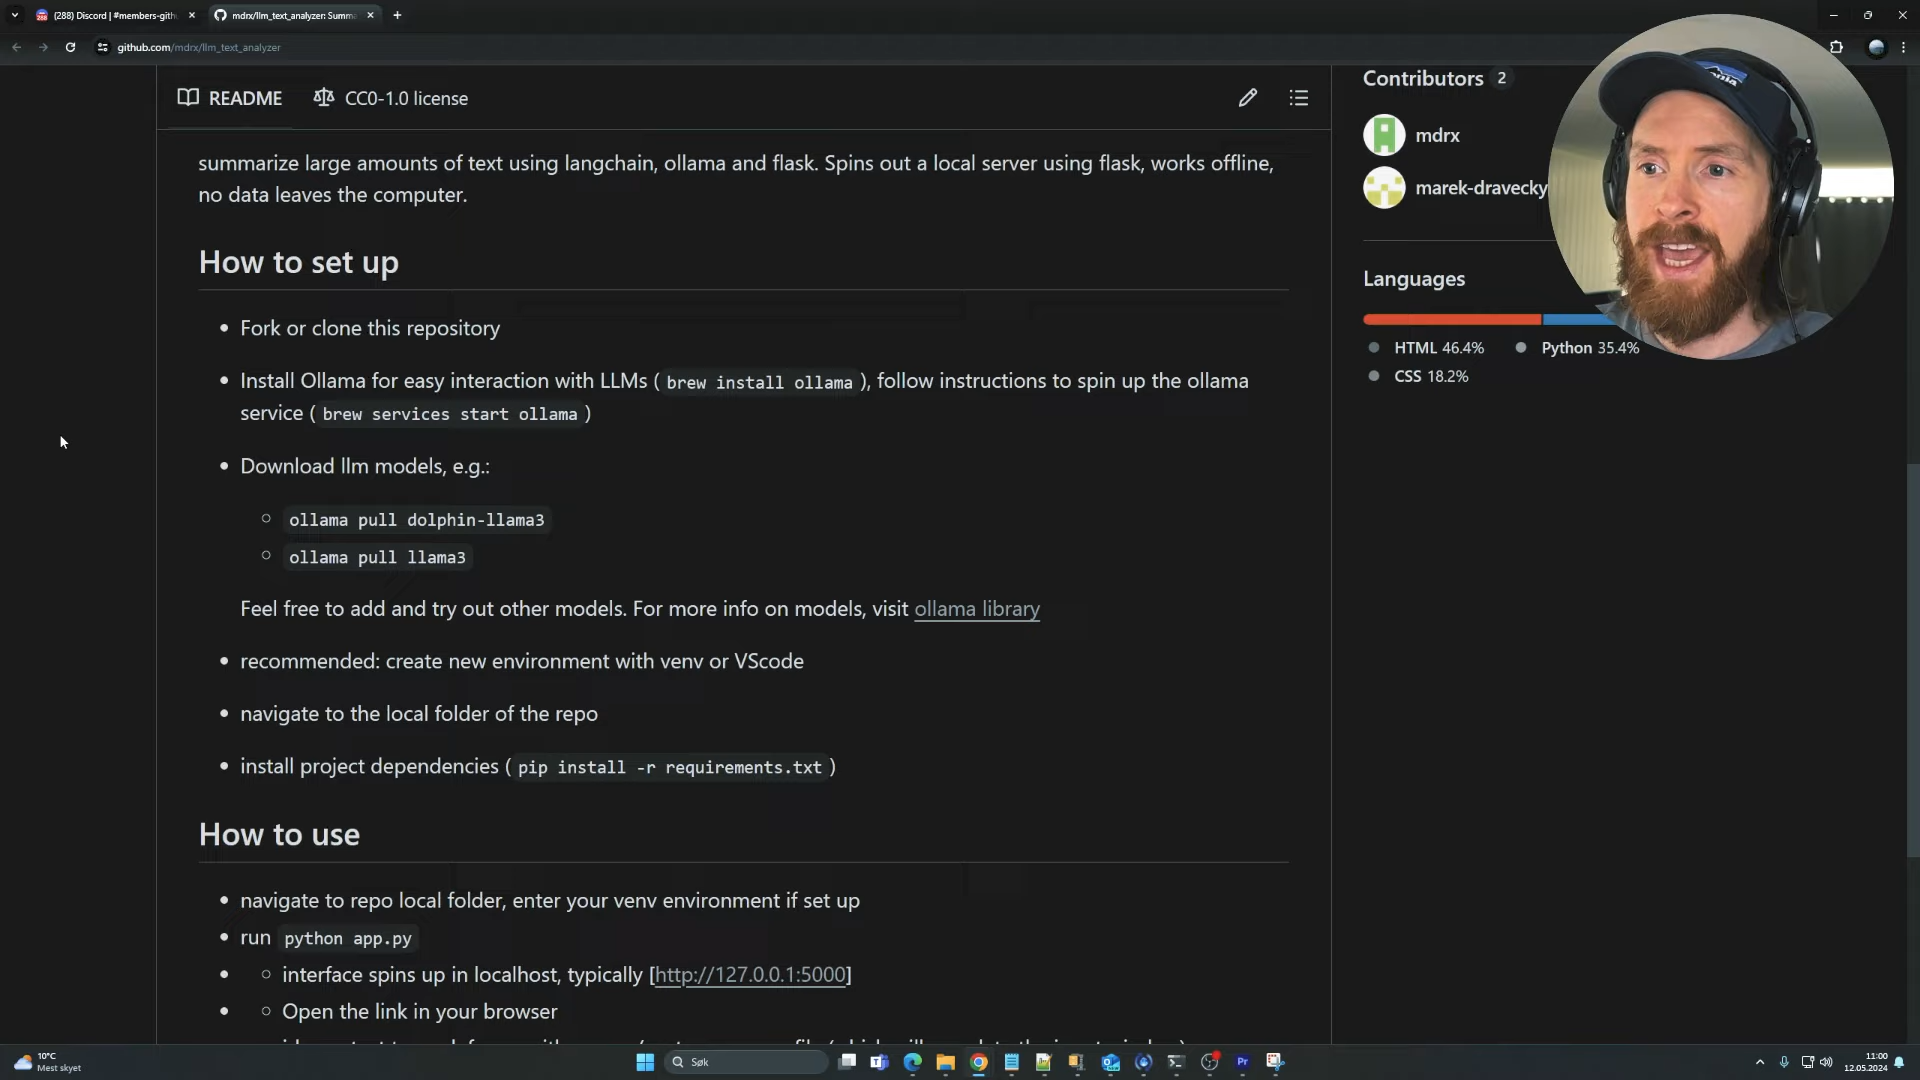 (288) Discord | #members-gith
mdrx/llm_text_analyzer: Summ
github.com/mdrx/llm_text_analyzer
README
CC0-1.0 license
summarize large amounts of text using langchain, ollama and flask. Spins out a local server using flask, works offline,
no data leaves the computer.
How to set up
Fork or clone this repository
Install Ollama for easy interaction with LLMs ( brew install ollama ), follow instructions to spin up the ollama
service ( brew services start ollama )
Download llm models, e.g.:
ollama pull dolphin-llama3
ollama pull llama3
Feel free to add and try out other models. For more info on models, visit ollama library
recommended: create new environment with venv or VScode
navigate to the local folder of the repo
install project dependencies ( pip install -r requirements.txt )
How to use
navigate to repo local folder, enter your venv environment if set up
run python app.py
interface spins up in localhost, typically [http://127.0.0.1:5000]
Open the link in your browser
Contributors 2
mdrx
marek-dravecky
Languages
HTML 46.4%
Python 35.4%
CSS 18.2%
10°C
Mest skyet
Søk
Pr
11:00
12.05.2024